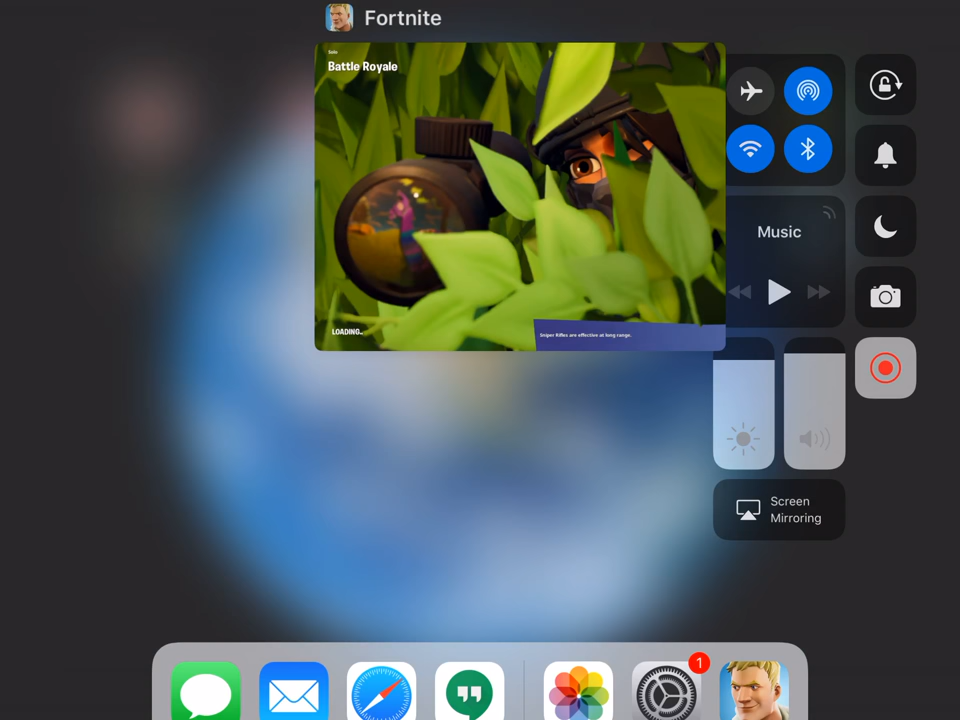 Fortnite
Solo
Battle Royale
LOADING..
Sniper Rifles are effective at long range.
Music
Screen
Mirroring
1